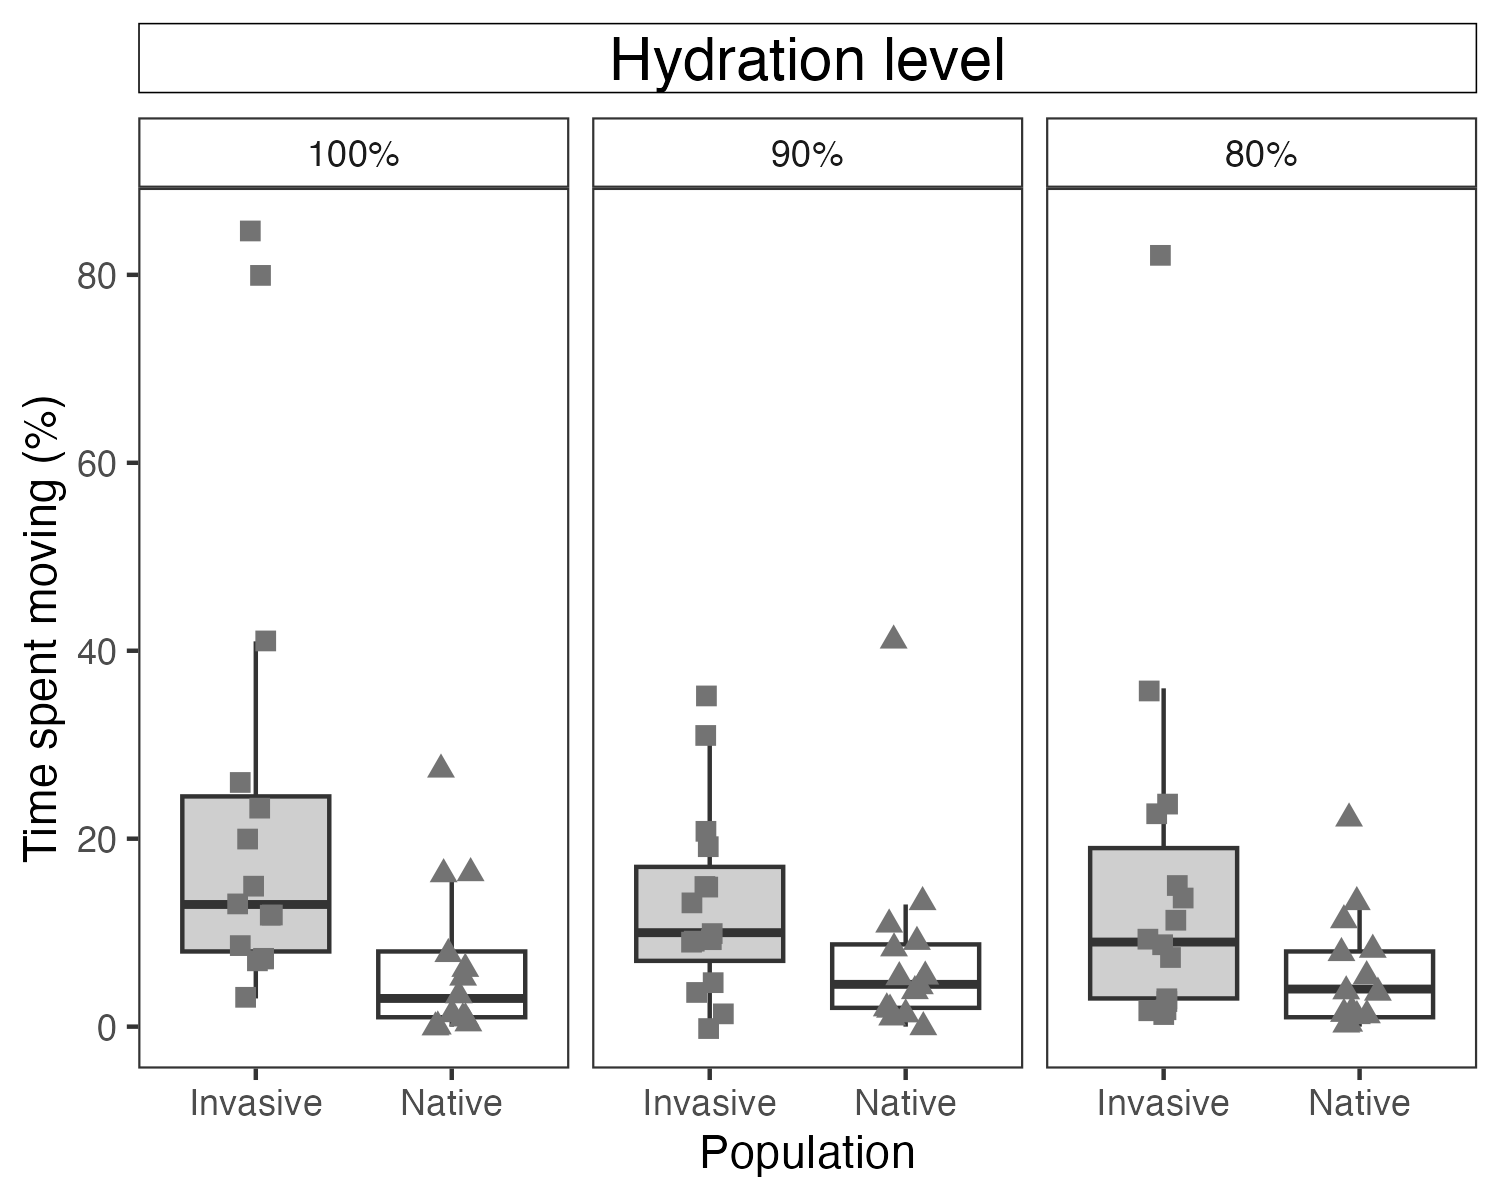 Hydration level
100% 90% 80%
Time spent moving (%)
80
60
40
20
0
Invasive Native Invasive Native Invasive Native
Population